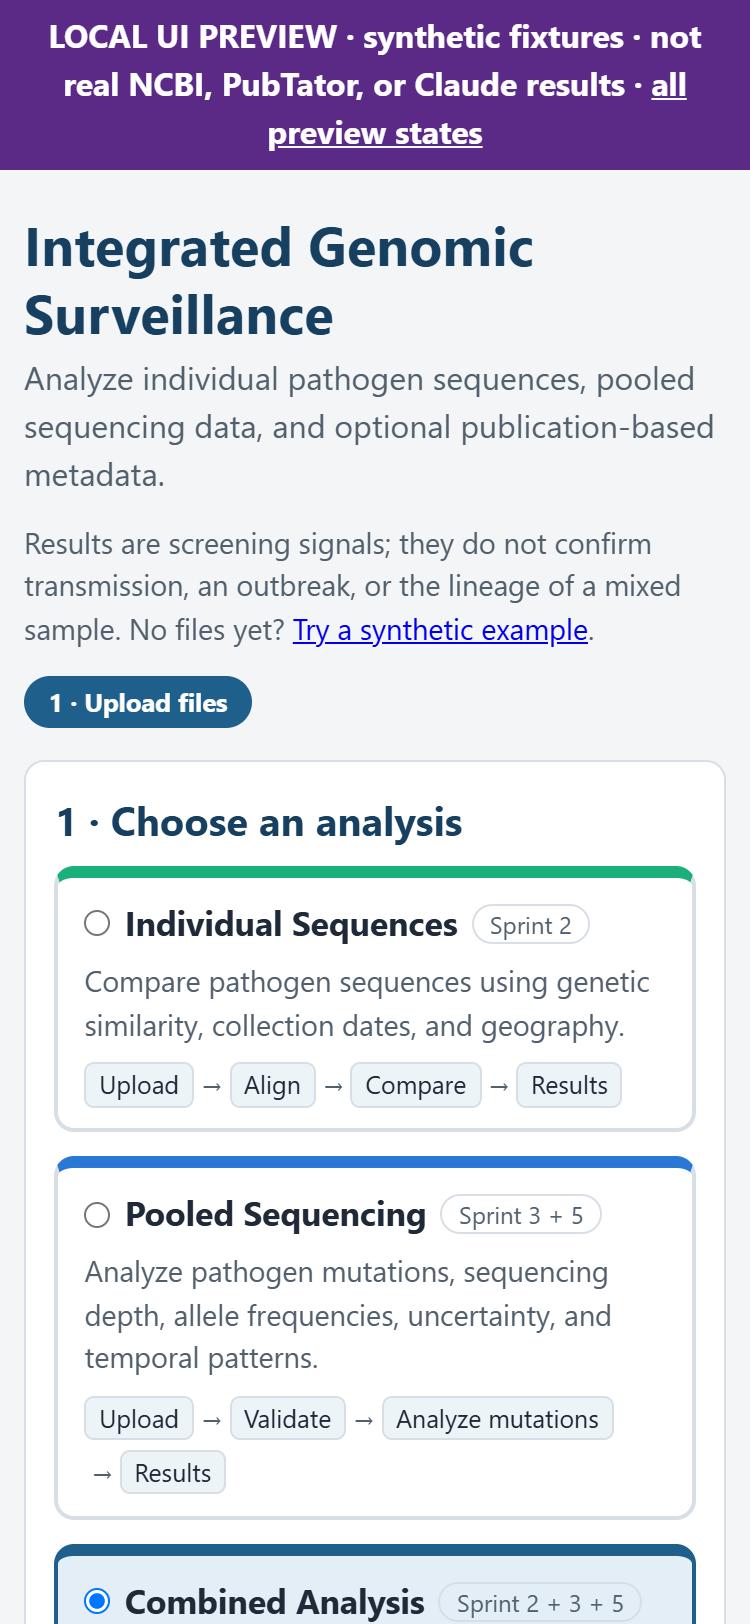 LOCAL UI PREVIEW · synthetic fixtures · not
real NCBI, PubTator, or Claude results · all
preview states
Integrated Genomic
Surveillance
Analyze individual pathogen sequences, pooled
sequencing data, and optional publication-based
metadata.
Results are screening signals; they do not confirm
transmission, an outbreak, or the lineage of a mixed
sample. No files yet? Try a synthetic example.
1 · Upload files
1 · Choose an analysis
Individual Sequences Sprint 2
Compare pathogen sequences using genetic
similarity, collection dates, and geography.
Upload → Align → Compare → Results
Pooled Sequencing Sprint 3 + 5
Analyze pathogen mutations, sequencing
depth, allele frequencies, uncertainty, and
temporal patterns.
Upload → Validate → Analyze mutations
→ Results
Combined Analysis Sprint 2 + 3 + 5